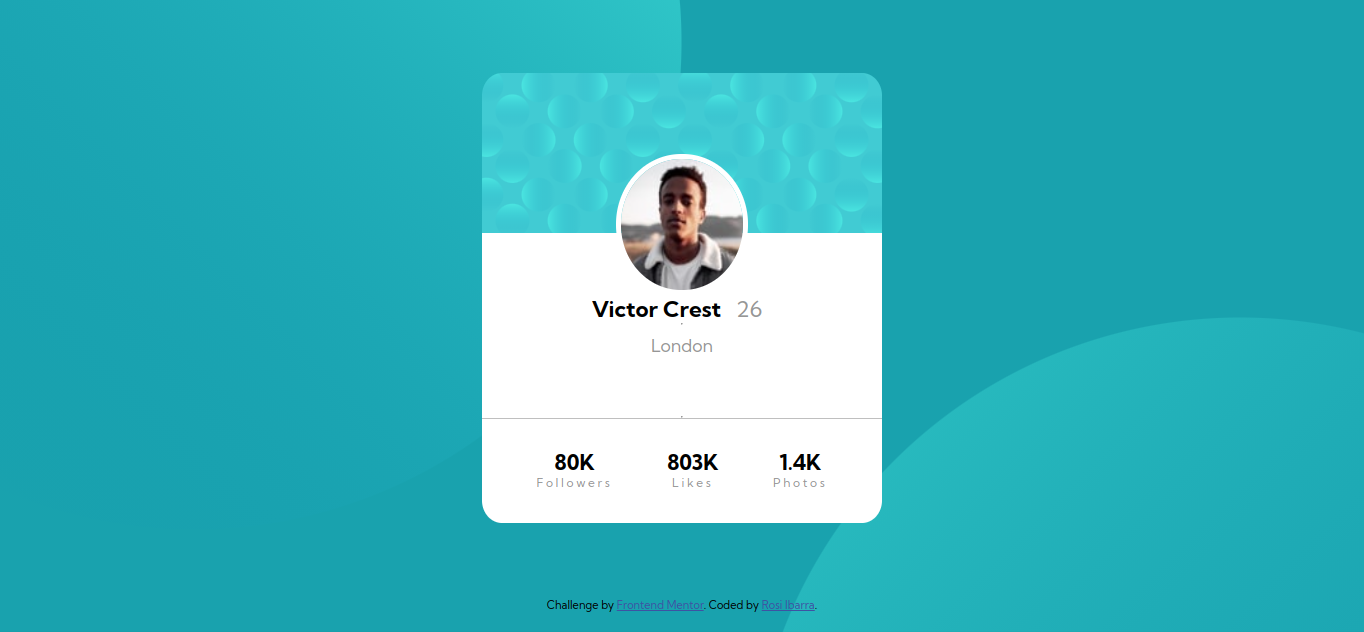 Victor Crest 26
London
80K 803K 1.4K
Followers Likes Photos
Challenge by Frontend Mentor. Coded by Rosi Ibarra.